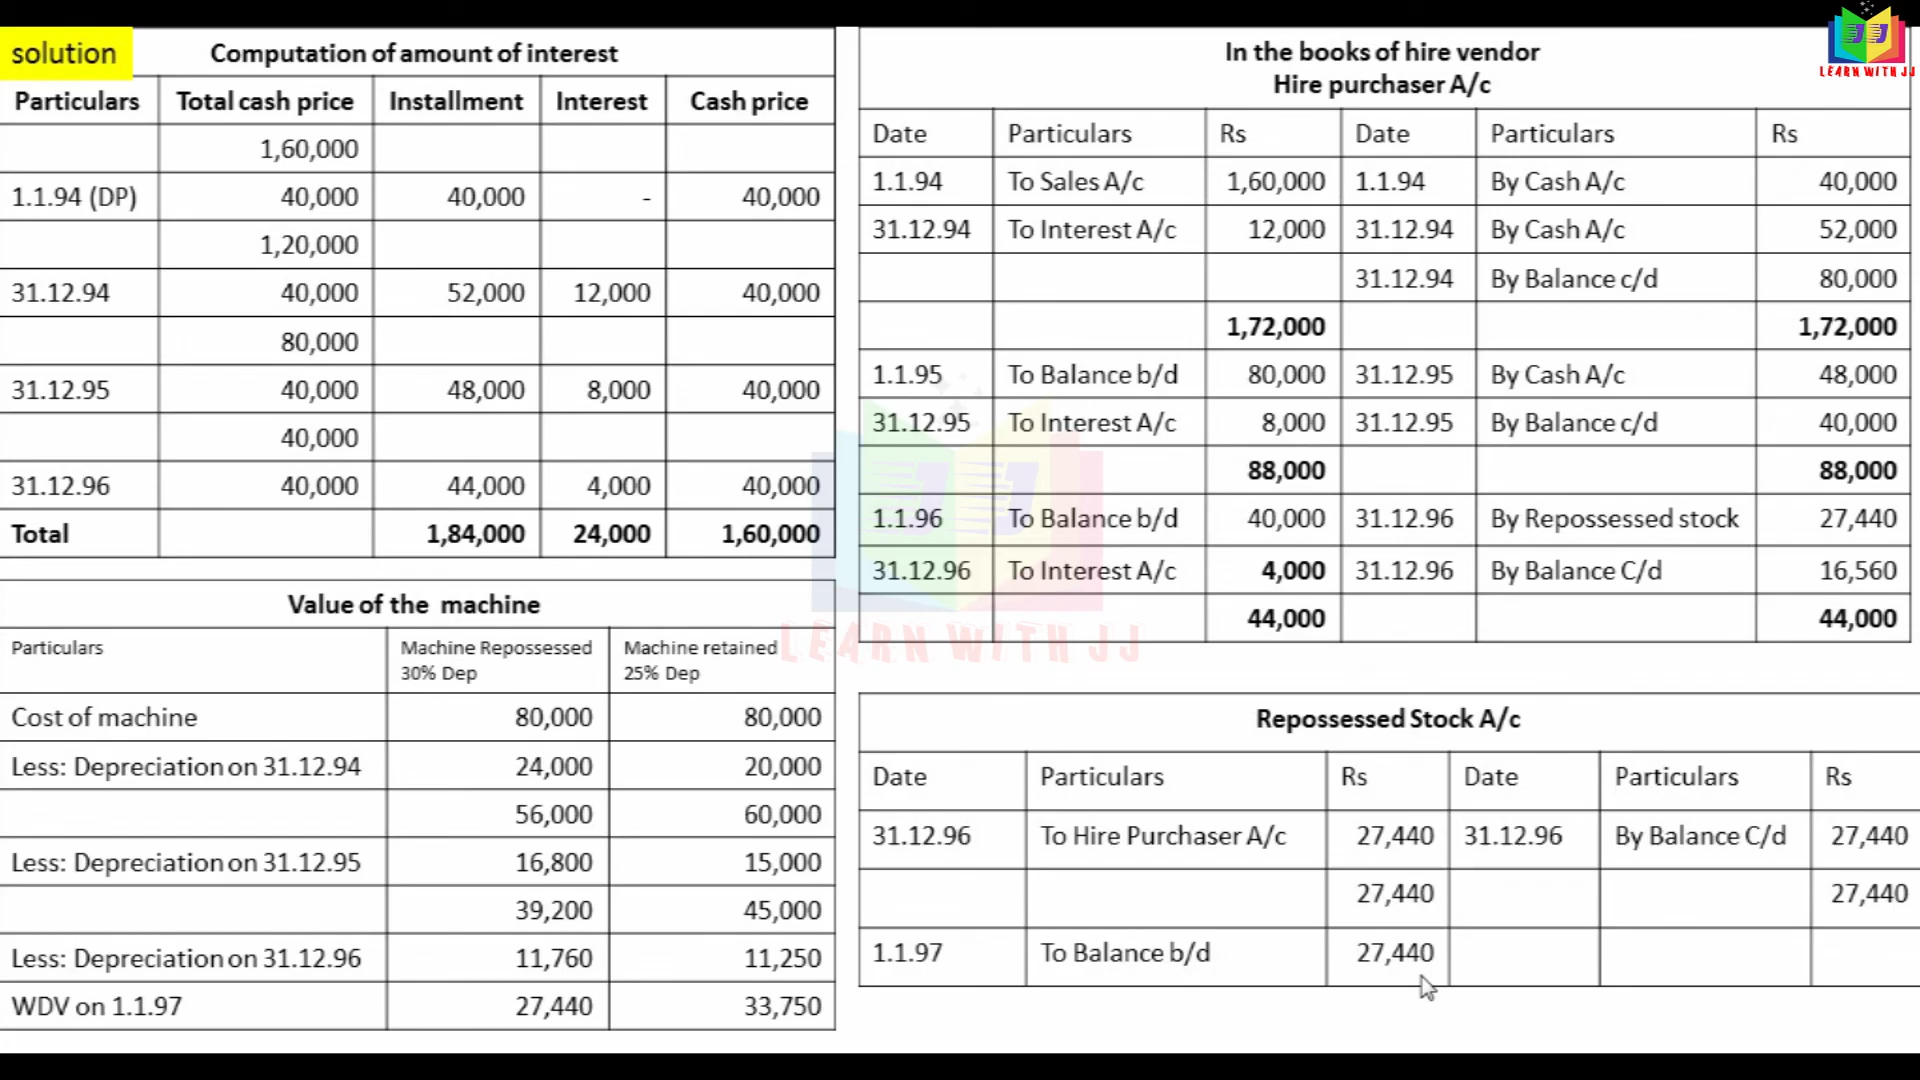 solution
Computation of amount of interest
Particulars Total cash price Installment Interest Cash price
1,60,000
1.1.94 (DP) 40,000 40,000 - 40,000
1,20,000
31.12.94 40,000 52,000 12,000 40,000
80,000
31.12.95 40,000 48,000 8,000 40,000
40,000
31.12.96 40,000 44,000 4,000 40,000
Total 1,84,000 24,000 1,60,000
Value of the machine
Particulars Machine Repossessed 30% Dep Machine retained 25% Dep
Cost of machine 80,000 80,000
Less: Depreciation on 31.12.94 24,000 20,000
56,000 60,000
Less: Depreciation on 31.12.95 16,800 15,000
39,200 45,000
Less: Depreciation on 31.12.96 11,760 11,250
WDV on 1.1.97 27,440 33,750
In the books of hire vendor
Hire purchaser A/c
Date Particulars Rs Date Particulars Rs
1.1.94 To Sales A/c 1,60,000 1.1.94 By Cash A/c 40,000
31.12.94 To Interest A/c 12,000 31.12.94 By Cash A/c 52,000
31.12.94 By Balance c/d 80,000
1,72,000 1,72,000
1.1.95 To Balance b/d 80,000 31.12.95 By Cash A/c 48,000
31.12.95 To Interest A/c 8,000 31.12.95 By Balance c/d 40,000
88,000 88,000
1.1.96 To Balance b/d 40,000 31.12.96 By Repossessed stock 27,440
31.12.96 To Interest A/c 4,000 31.12.96 By Balance C/d 16,560
44,000 44,000
Repossessed Stock A/c
Date Particulars Rs Date Particulars Rs
31.12.96 To Hire Purchaser A/c 27,440 31.12.96 By Balance C/d 27,440
27,440 27,440
1.1.97 To Balance b/d 27,440
JJ
LEARN WITH JJ
JJ
LEARN WITH JJ